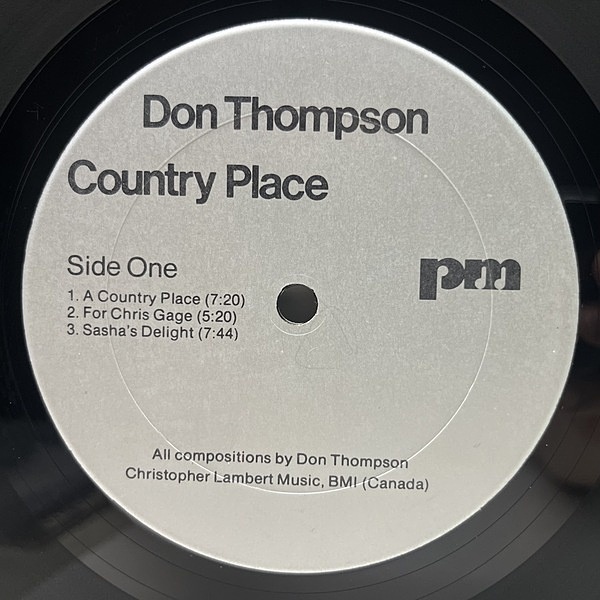 Don Thompson
Country Place
Side One
pm
1. A Country Place (7:20)
2. For Chris Gage (5:20)
3. Sasha's Delight (7:44)
All compositions by Don Thompson
Christopher Lambert Music, BMI (Canada)